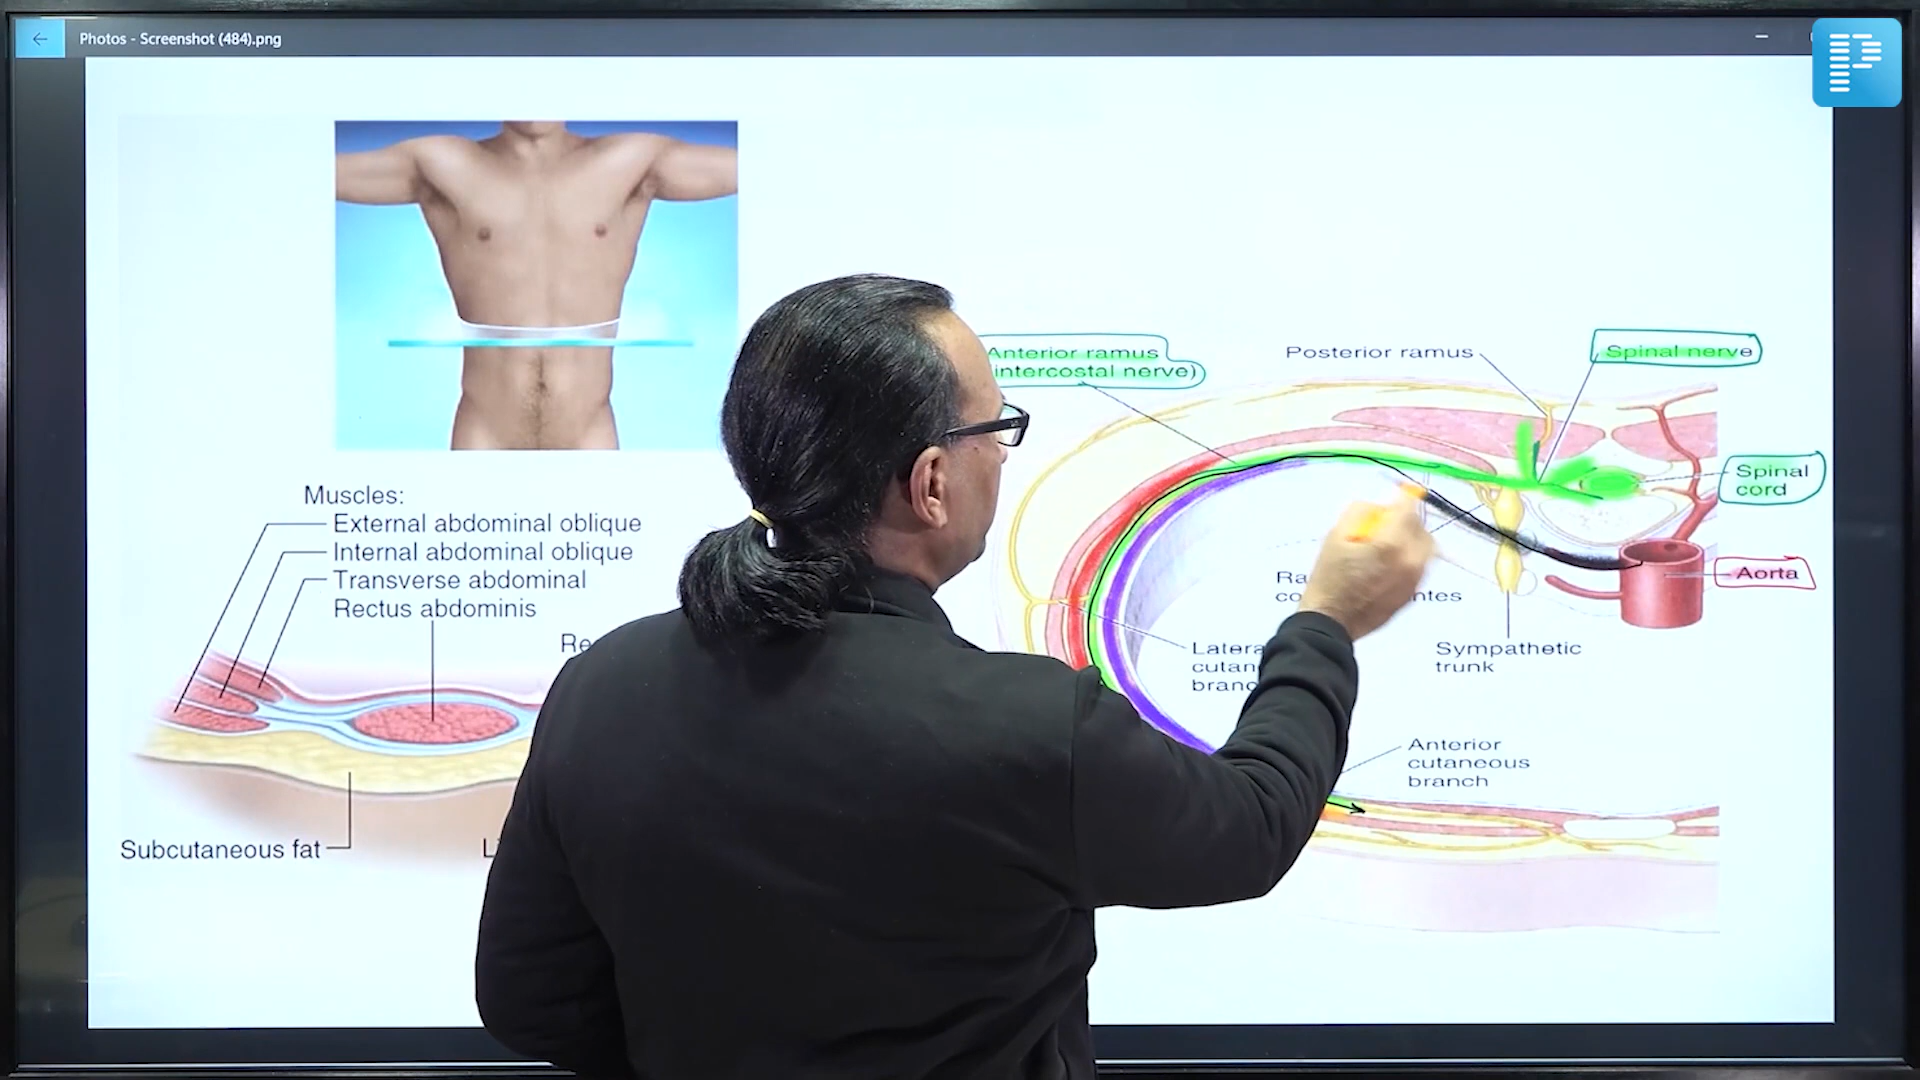 Photos - Screenshot (484).png
Muscles:
External abdominal oblique
Internal abdominal oblique
Transverse abdominal
Rectus abdominis
Subcutaneous fat
Anterior ramus
intercostal nerve)
Posterior ramus
Spinal nerve
Spinal
cord
Aorta
Sympathetic
trunk
Anterior
cutaneous
branch